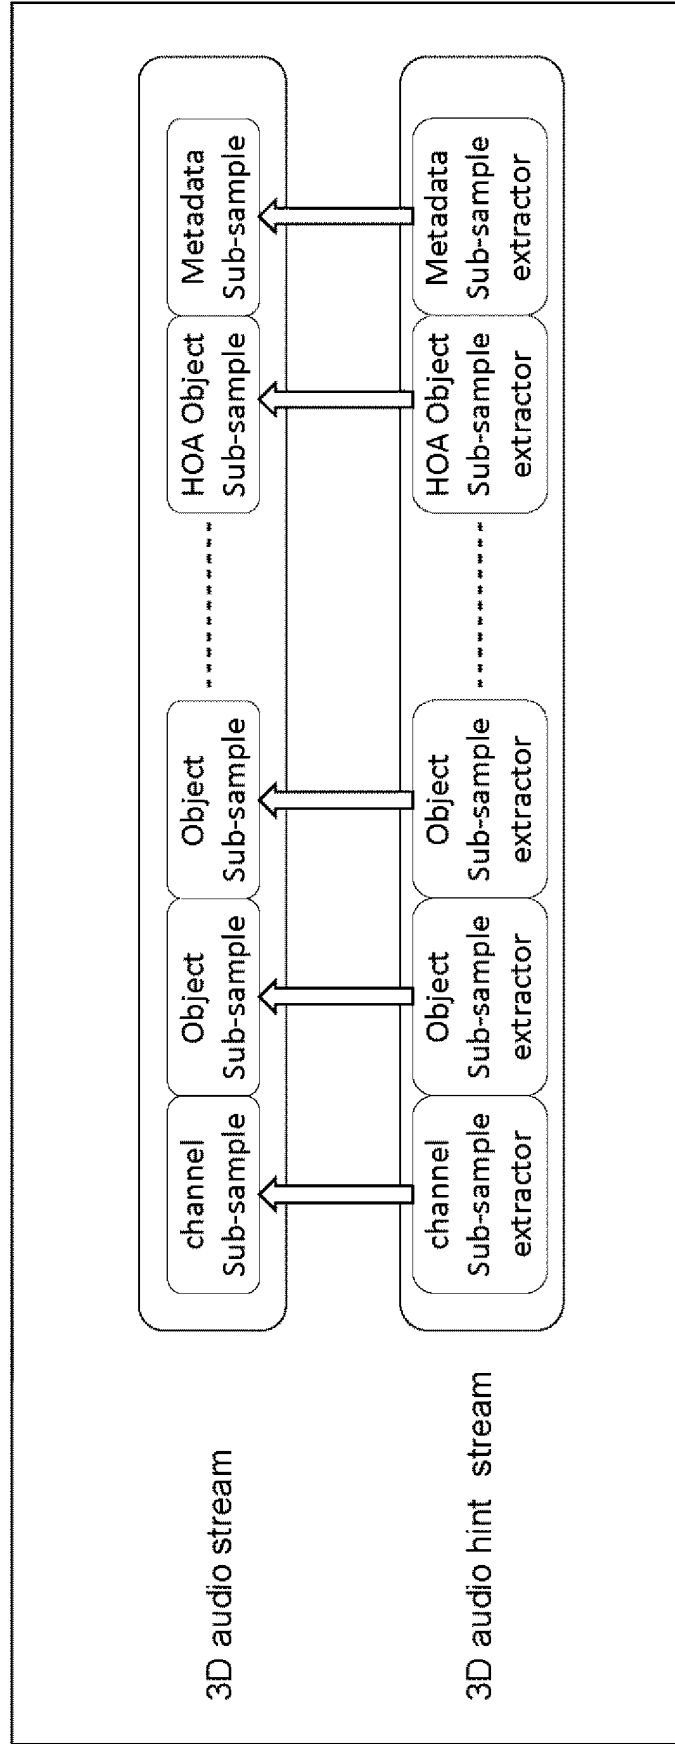 3D audio stream
channel
Sub-sample
Object
Sub-sample
Object
Sub-sample
HOA Object
Sub-sample
Metadata
Sub-sample
3D audio hint stream
channel
Sub-sample
extractor
Object
Sub-sample
extractor
Object
Sub-sample
extractor
HOA Object
Sub-sample
extractor
Metadata
Sub-sample
extractor